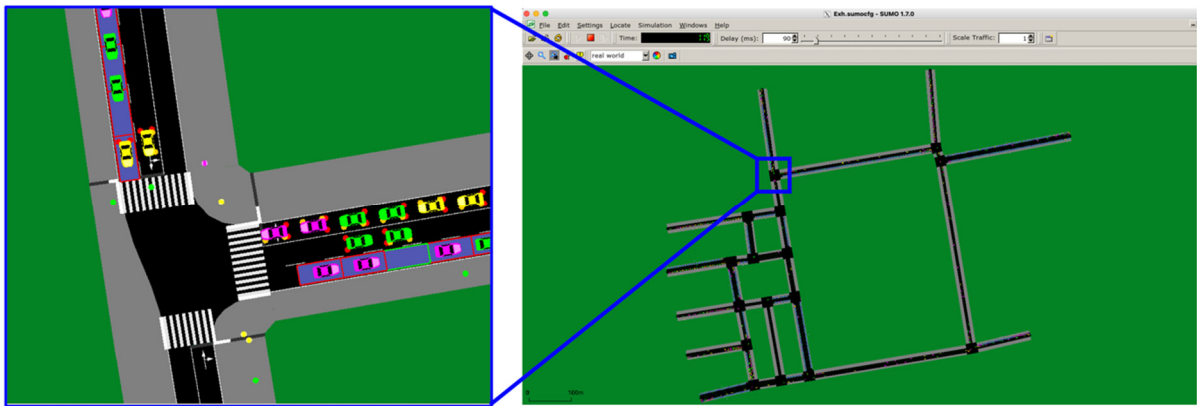 Exh.sumocfg - SUMO 1.7.0
File Edit Settings Locate Simulation Windows Help
Time: Delay (ms): 90 Scale Traffic: 1
real world
0 100m